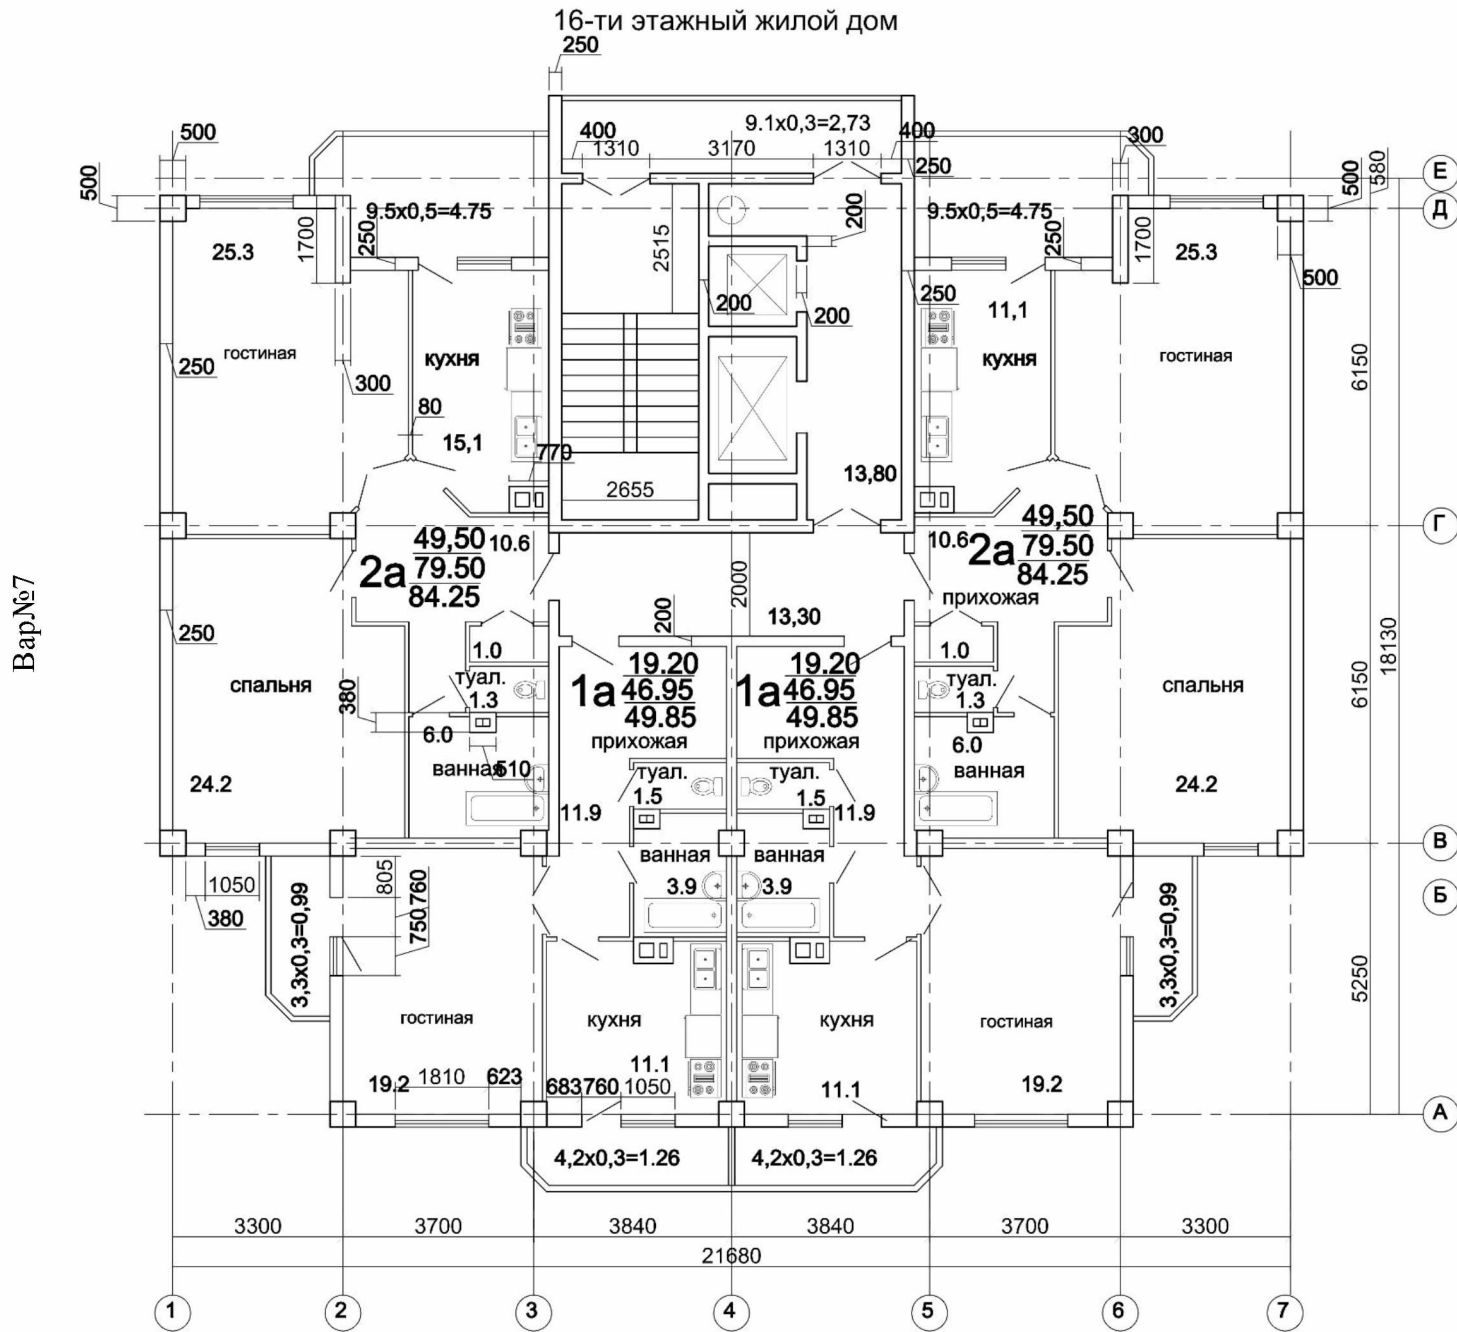 16-ти этажный жилой дом
250
9.1х0,3=2,73
400
1310
3170
1310
400
250
300
500
500
580
500
Е
Д
9.5х0,5=4.75
9.5х0,5=4.75
200
25.3
1700
250
2515
250
1700
25.3
200
200
250
11,1
500
гостиная
кухня
кухня
гостиная
250
300
6150
80
15,1
770
2655
13,80
Г
49,50
2а 79.50
84.25
10.6
2000
10.6
49,50
2а 79.50
84.25
прихожая
Вар№7
250
200
13,30
18130
1.0
1.0
19.20
1а 46.95
49.85
19.20
1а 46.95
49.85
спальня
туал.
1.3
туал.
1.3
спальня
6150
380
6.0
6.0
прихожая
прихожая
ванная
510
ванная
туал.
туал.
24.2
24.2
11.9
1.5
1.5
11.9
В
ванная
ванная
1050
805
760
3.9
3.9
Б
380
750
3,3х0,3=0,99
3,3х0,3=0,99
5250
гостиная
кухня
кухня
гостиная
19.2
1810
623
11.1
683
760
1050
11.1
19.2
А
4,2х0,3=1.26
4,2х0,3=1.26
3300
3700
3840
3840
3700
3300
21680
1
2
3
4
5
6
7